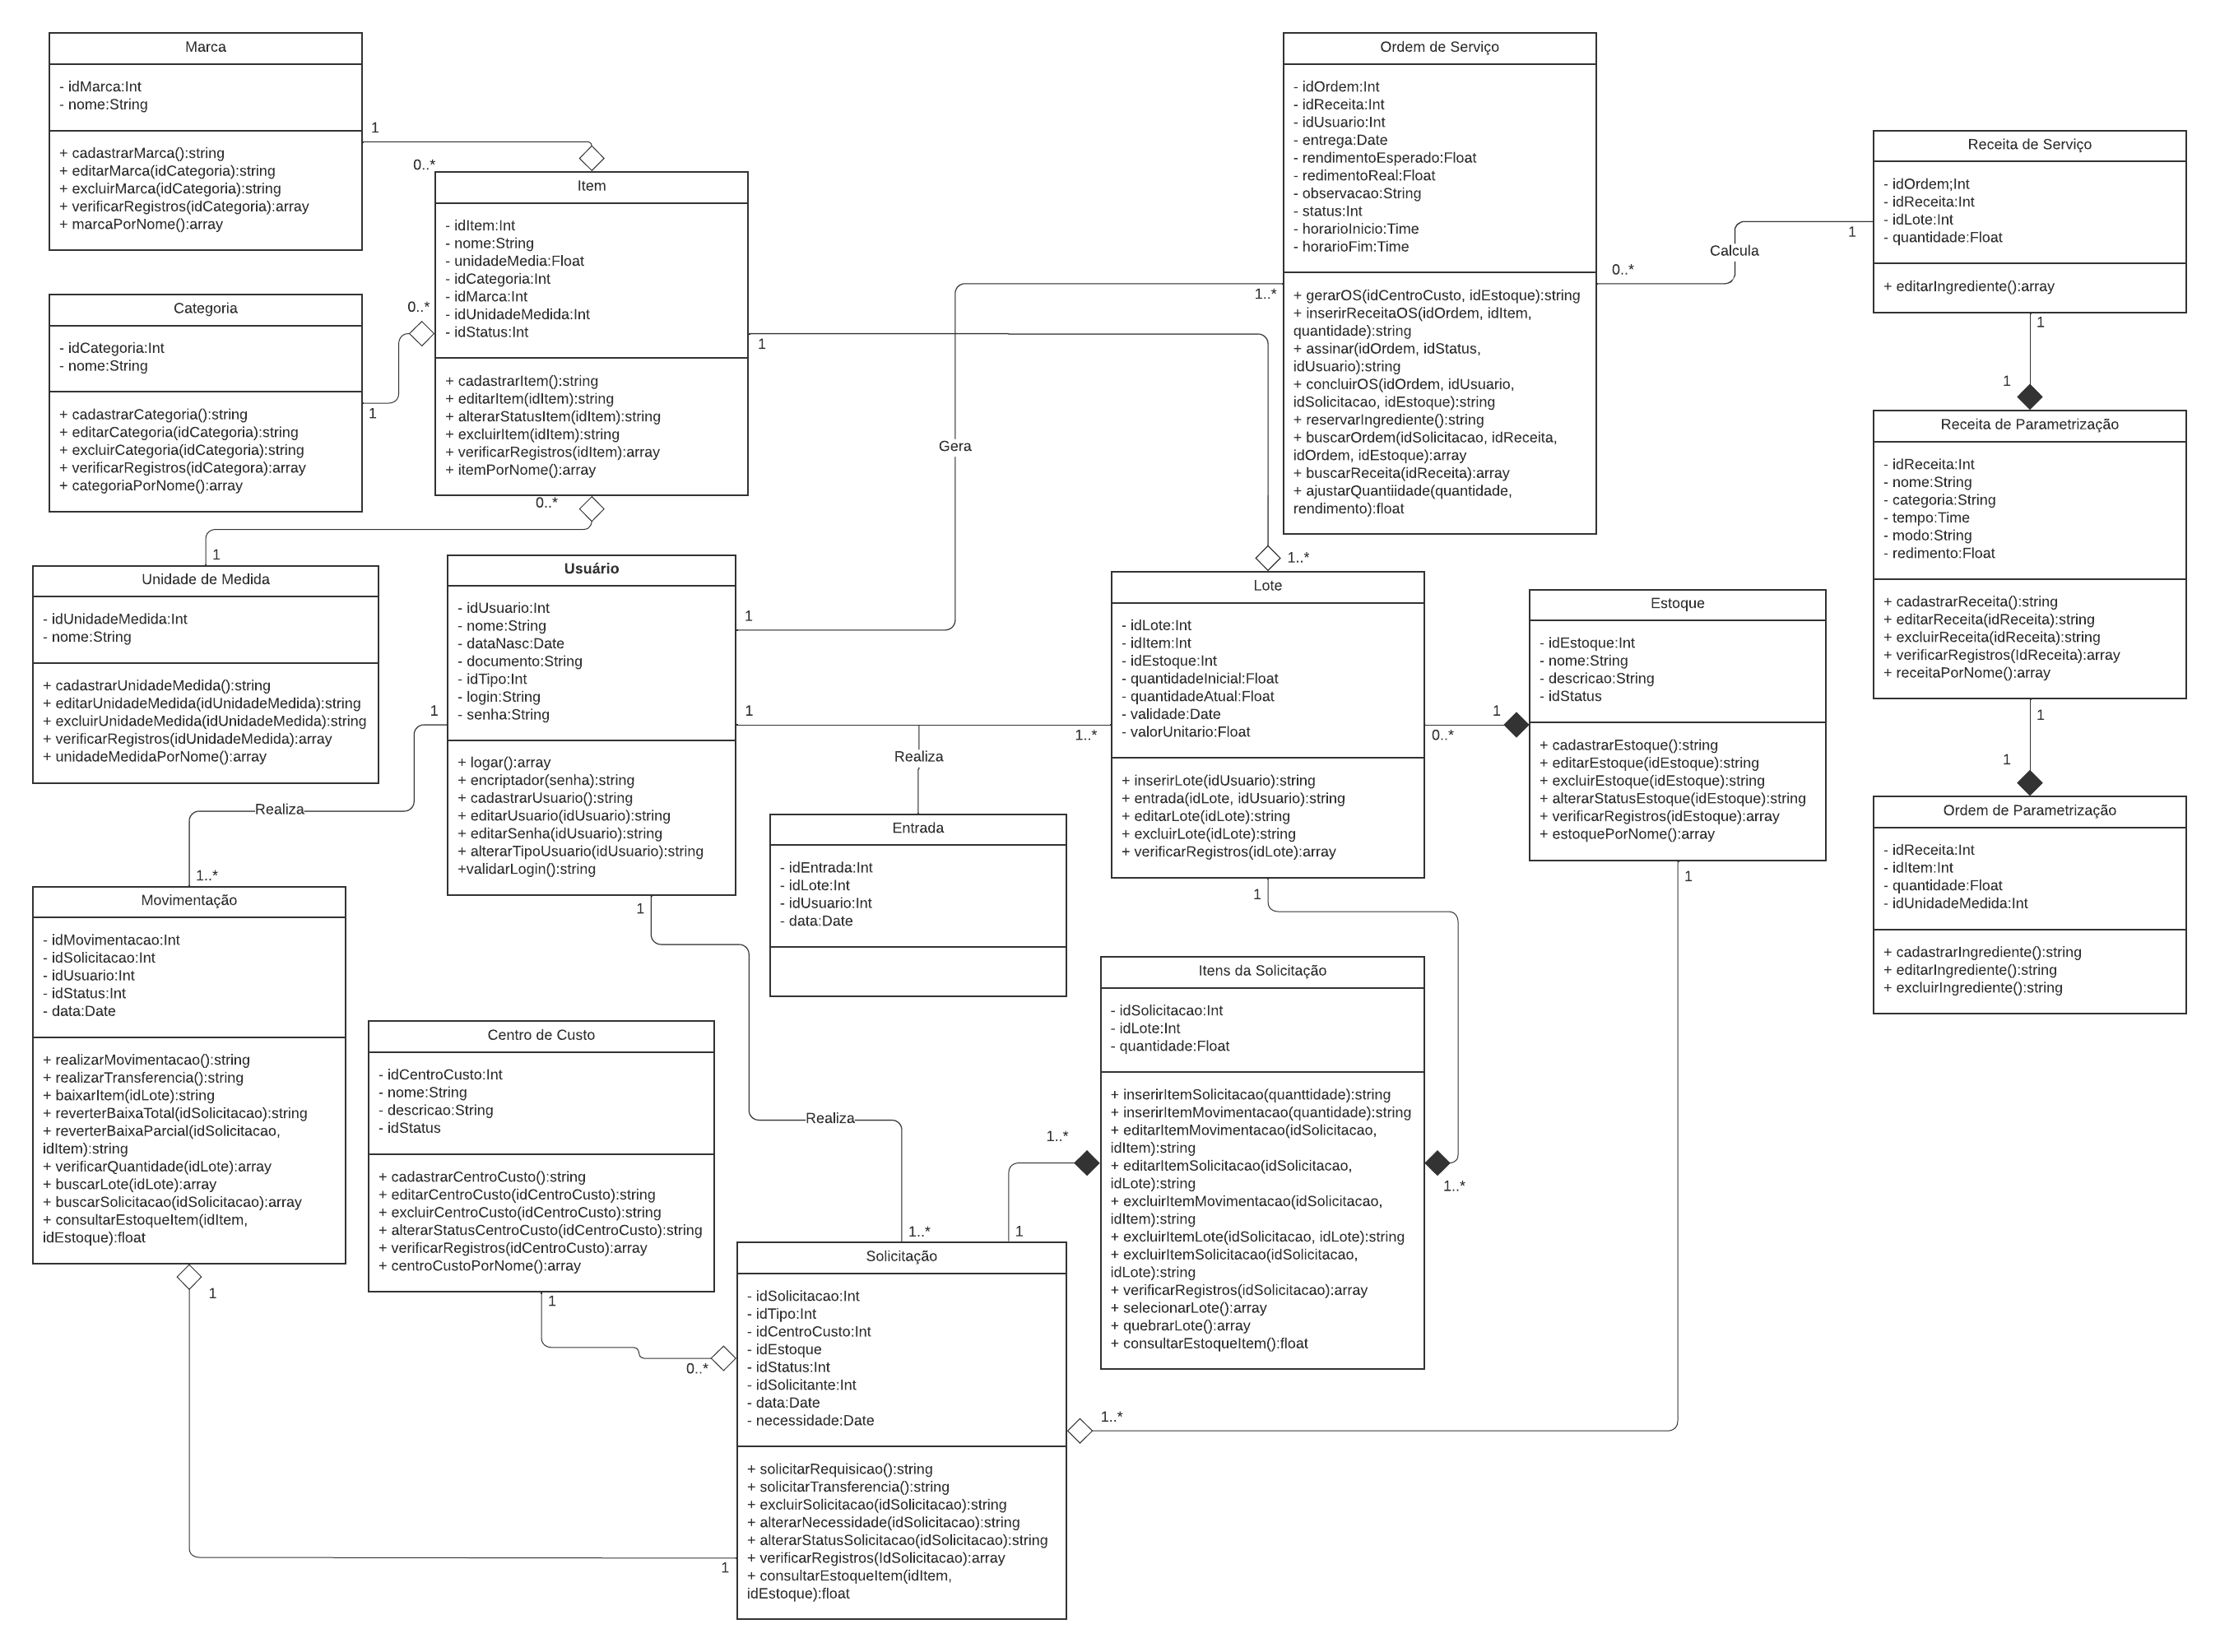 Marca
- idMarca:Int
- nome:String
+ cadastrarMarca():string
+ editarMarca(idCategoria):string
+ excluirMarca(idCategoria):string
+ verificarRegistros(idCategoria):array
+ marcaPorNome():array
1
0..*
Item
- idItem:Int
- nome:String
- unidadeMedia:Float
- idCategoria:Int
- idMarca:Int
- idUnidadeMedida:Int
- idStatus:Int
+ cadastrarItem():string
+ editarItem(idItem):string
+ alterarStatusItem(idItem):string
+ excluirItem(idItem):string
+ verificarRegistros(idItem):array
+ itemPorNome():array
1
0..*
Categoria
- idCategoria:Int
- nome:String
+ cadastrarCategoria():string
+ editarCategoria(idCategoria):string
+ excluirCategoria(idCategoria):string
+ verificarRegistros(idCategora):array
+ categoriaPorNome():array
0..*
1
Unidade de Medida
- idUnidadeMedida:Int
- nome:String
+ cadastrarUnidadeMedida():string
+ editarUnidadeMedida(idUnidadeMedida):string
+ excluirUnidadeMedida(idUnidadeMedida):string
+ verificarRegistros(idUnidadeMedida):array
+ unidadeMedidaPorNome():array
1
Ordem de Serviço
- idOrdem:Int
- idReceita:Int
- idUsuario:Int
- entrega:Date
- rendimentoEsperado:Float
- redimentoReal:Float
- observacao:String
- status:Int
- horarioInicio:Time
- horarioFim:Time
+ gerarOS(idCentroCusto, idEstoque):string
+ inserirReceitaOS(idOrdem, idItem,
quantidade):string
+ assinar(idOrdem, idStatus,
idUsuario):string
+ concluirOS(idOrdem, idUsuario,
idSolicitacao, idEstoque):string
+ reservarIngrediente():string
+ buscarOrdem(idSolicitacao, idReceita,
idOrdem, idEstoque):array
+ buscarReceita(idReceita):array
+ ajustarQuantiidade(quantidade,
rendimento):float
1..*
0..*
Calcula
1
Receita de Serviço
- idOrdem;Int
- idReceita:Int
- idLote:Int
- quantidade:Float
+ editarIngrediente():array
1
1
Receita de Parametrização
- idReceita:Int
- nome:String
- categoria:String
- tempo:Time
- modo:String
- redimento:Float
+ cadastrarReceita():string
+ editarReceita(idReceita):string
+ excluirReceita(idReceita):string
+ verificarRegistros(IdReceita):array
+ receitaPorNome():array
1
1
Ordem de Parametrização
- idReceita:Int
- idItem:Int
- quantidade:Float
- idUnidadeMedida:Int
+ cadastrarIngrediente():string
+ editarIngrediente():string
+ excluirIngrediente():string
Gera
Usuário
- idUsuario:Int
- nome:String
- dataNasc:Date
- documento:String
- idTipo:Int
- login:String
- senha:String
+ logar():array
+ encriptador(senha):string
+ cadastrarUsuario():string
+ editarUsuario(idUsuario):string
+ editarSenha(idUsuario):string
+ alterarTipoUsuario(idUsuario):string
+validarLogin():string
1
1
1
1
Realiza
1..*
1..*
Lote
- idLote:Int
- idItem:Int
- idEstoque:Int
- quantidadeInicial:Float
- quantidadeAtual:Float
- validade:Date
- valorUnitario:Float
+ inserirLote(idUsuario):string
+ entrada(idLote, idUsuario):string
+ editarLote(idLote):string
+ excluirLote(idLote):string
+ verificarRegistros(idLote):array
0..*
1
1
Estoque
- idEstoque:Int
- nome:String
- descricao:String
- idStatus
+ cadastrarEstoque():string
+ editarEstoque(idEstoque):string
+ excluirEstoque(idEstoque):string
+ alterarStatusEstoque(idEstoque):string
+ verificarRegistros(idEstoque):array
+ estoquePorNome():array
1
Entrada
- idEntrada:Int
- idLote:Int
- idUsuario:Int
- data:Date
Realiza
1..*
Movimentação
- idMovimentacao:Int
- idSolicitacao:Int
- idUsuario:Int
- idStatus:Int
- data:Date
+ realizarMovimentacao():string
+ realizarTransferencia():string
+ baixarItem(idLote):string
+ reverterBaixaTotal(idSolicitacao):string
+ reverterBaixaParcial(idSolicitacao,
idItem):string
+ verificarQuantidade(idLote):array
+ buscarLote(idLote):array
+ buscarSolicitacao(idSolicitacao):array
+ consultarEstoqueItem(idItem,
idEstoque):float
1
Centro de Custo
- idCentroCusto:Int
- nome:String
- descricao:String
- idStatus
+ cadastrarCentroCusto():string
+ editarCentroCusto(idCentroCusto):string
+ excluirCentroCusto(idCentroCusto):string
+ alterarStatusCentroCusto(idCentroCusto):string
+ verificarRegistros(idCentroCusto):array
+ centroCustoPorNome():array
1
0..*
Realiza
1..*
1
Itens da Solicitação
- idSolicitacao:Int
- idLote:Int
- quantidade:Float
+ inserirItemSolicitacao(quanttidade):string
+ inserirItemMovimentacao(quantidade):string
+ editarItemMovimentacao(idSolicitacao,
idItem):string
+ editarItemSolicitacao(idSolicitacao,
idLote):string
+ excluirItemMovimentacao(idSolicitacao,
idItem):string
+ excluirItemLote(idSolicitacao, idLote):string
+ excluirItemSolicitacao(idSolicitacao,
idLote):string
+ verificarRegistros(idSolicitacao):array
+ selecionarLote():array
+ quebrarLote():array
+ consultarEstoqueItem():float
1..*
1..*
Solicitação
- idSolicitacao:Int
- idTipo:Int
- idCentroCusto:Int
- idEstoque
- idStatus:Int
- idSolicitante:Int
- data:Date
- necessidade:Date
+ solicitarRequisicao():string
+ solicitarTransferencia():string
+ excluirSolicitacao(idSolicitacao):string
+ alterarNecessidade(idSolicitacao):string
+ alterarStatusSolicitacao(idSolicitacao):string
+ verificarRegistros(IdSolicitacao):array
+ consultarEstoqueItem(idItem,
idEstoque):float
1..*
1